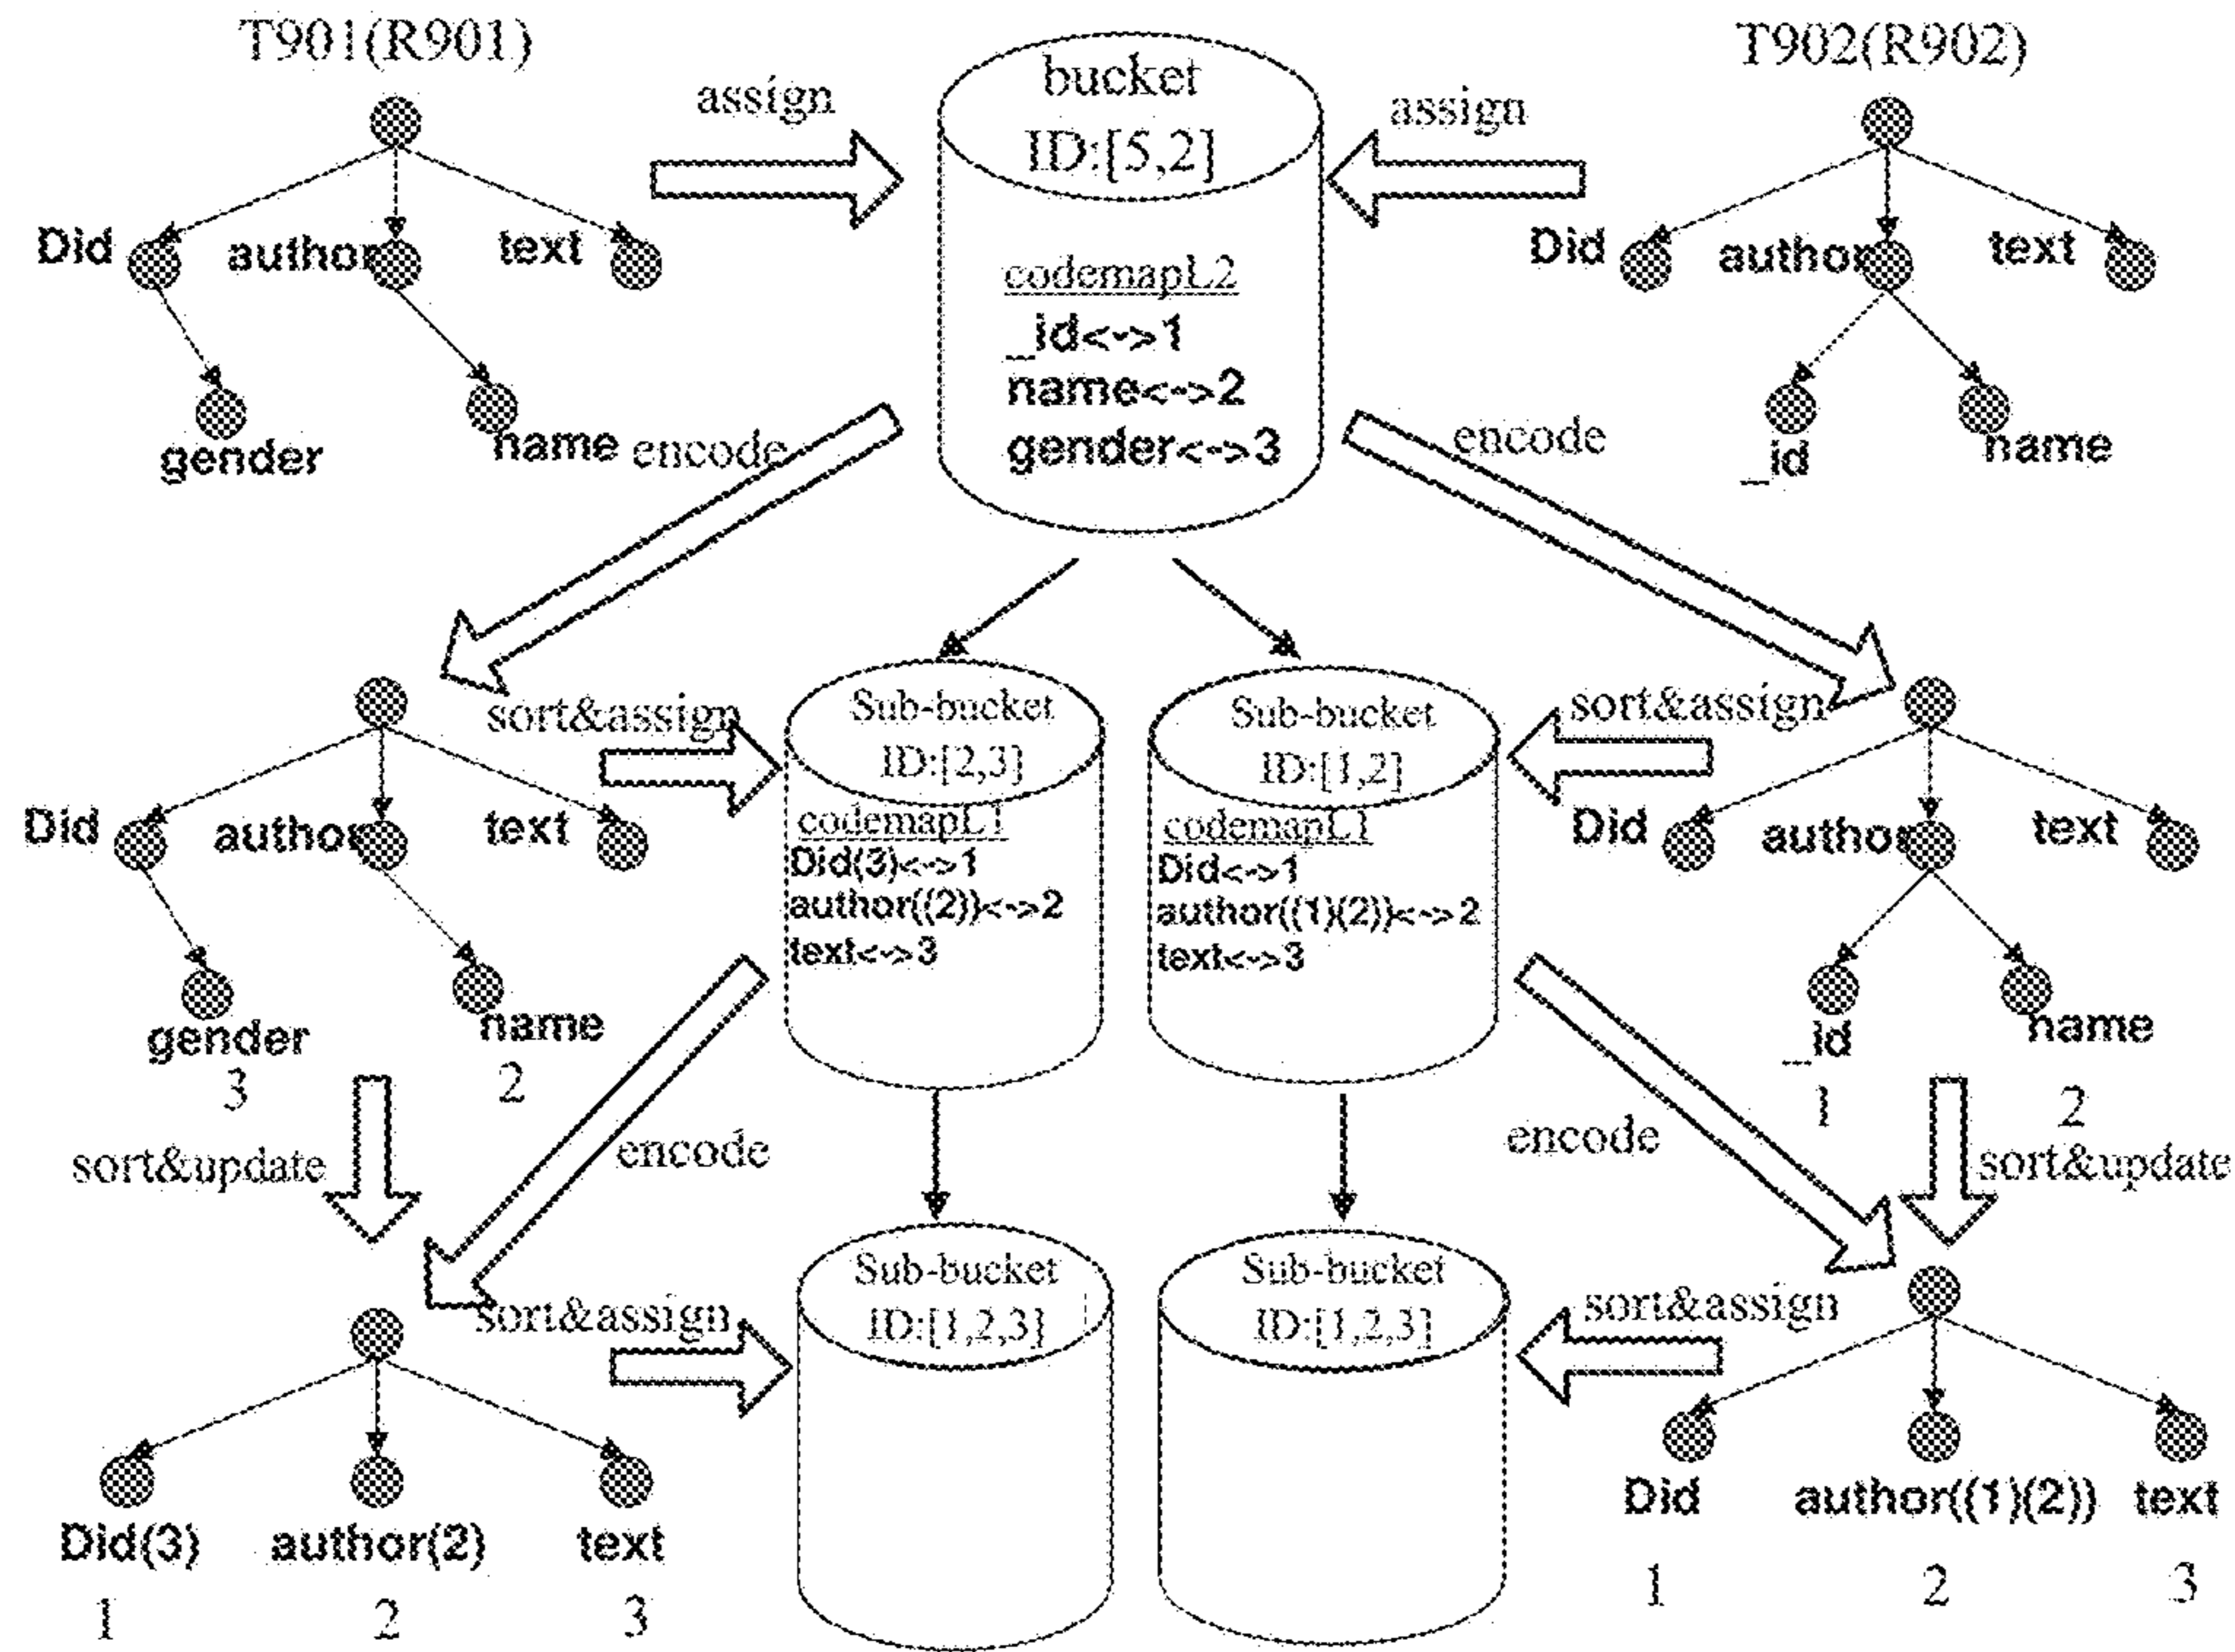 T901(R901)
T902(R902)
assign
bucket
ID:[5,2]
assign
Did
author
text
gender
name
codemapL2
_id<->1
name<->2
gender<->3
Did
author
text
_id
name
encode
encode
Did
author
text
gender
3
name
2
sort&assign
Sub-bucket
ID:[2,3]
codemapL1
Did(3)<->1
author((2))<->2
text<->3
Sub-bucket
ID:[1,2]
codemapL1
Did<->1
author((1)(2))<->2
text<->3
sort&assign
Did
author
text
_id
1
name
2
sort&update
encode
encode
sort&update
sort&assign
Sub-bucket
ID:[1,2,3]
Sub-bucket
ID:[1,2,3]
sort&assign
Did(3)
author(2)
text
1
2
3
Did
author((1)(2))
text
1
2
3